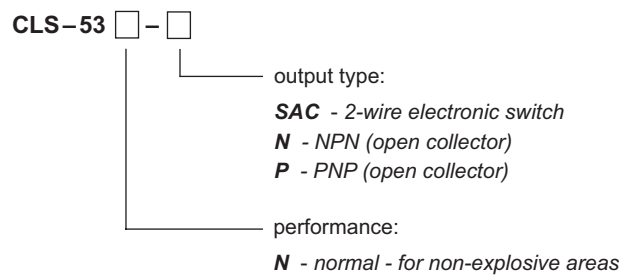 CLS–53 □ – □
output type:
SAC - 2-wire electronic switch
N - NPN (open collector)
P - PNP (open collector)
performance:
N - normal - for non-explosive areas